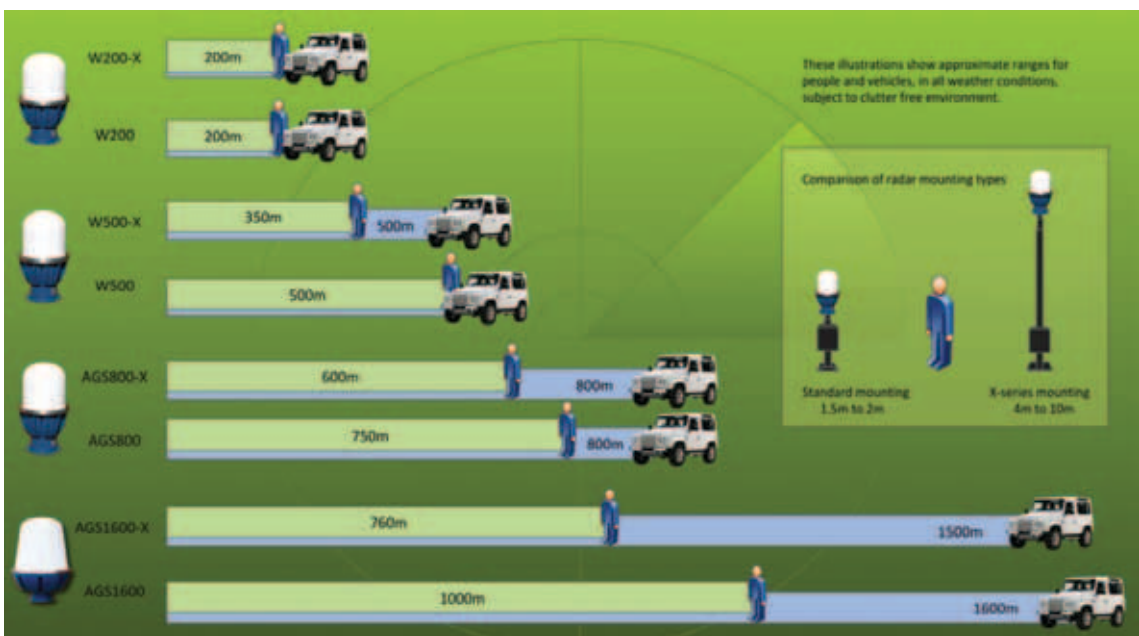 W200-X
200m
W200
200m
W500-X
350m
500m
W500
500m
AGS800-X
600m
800m
AGS800
750m
800m
AGS1600-X
760m
1500m
AGS1600
1000m
1600m
These illustrations show approximate ranges for
people and vehicles, in all weather conditions,
subject to clutter free environment.
Comparison of radar mounting types
Standard mounting
1.5m to 2m
X-series mounting
4m to 10m